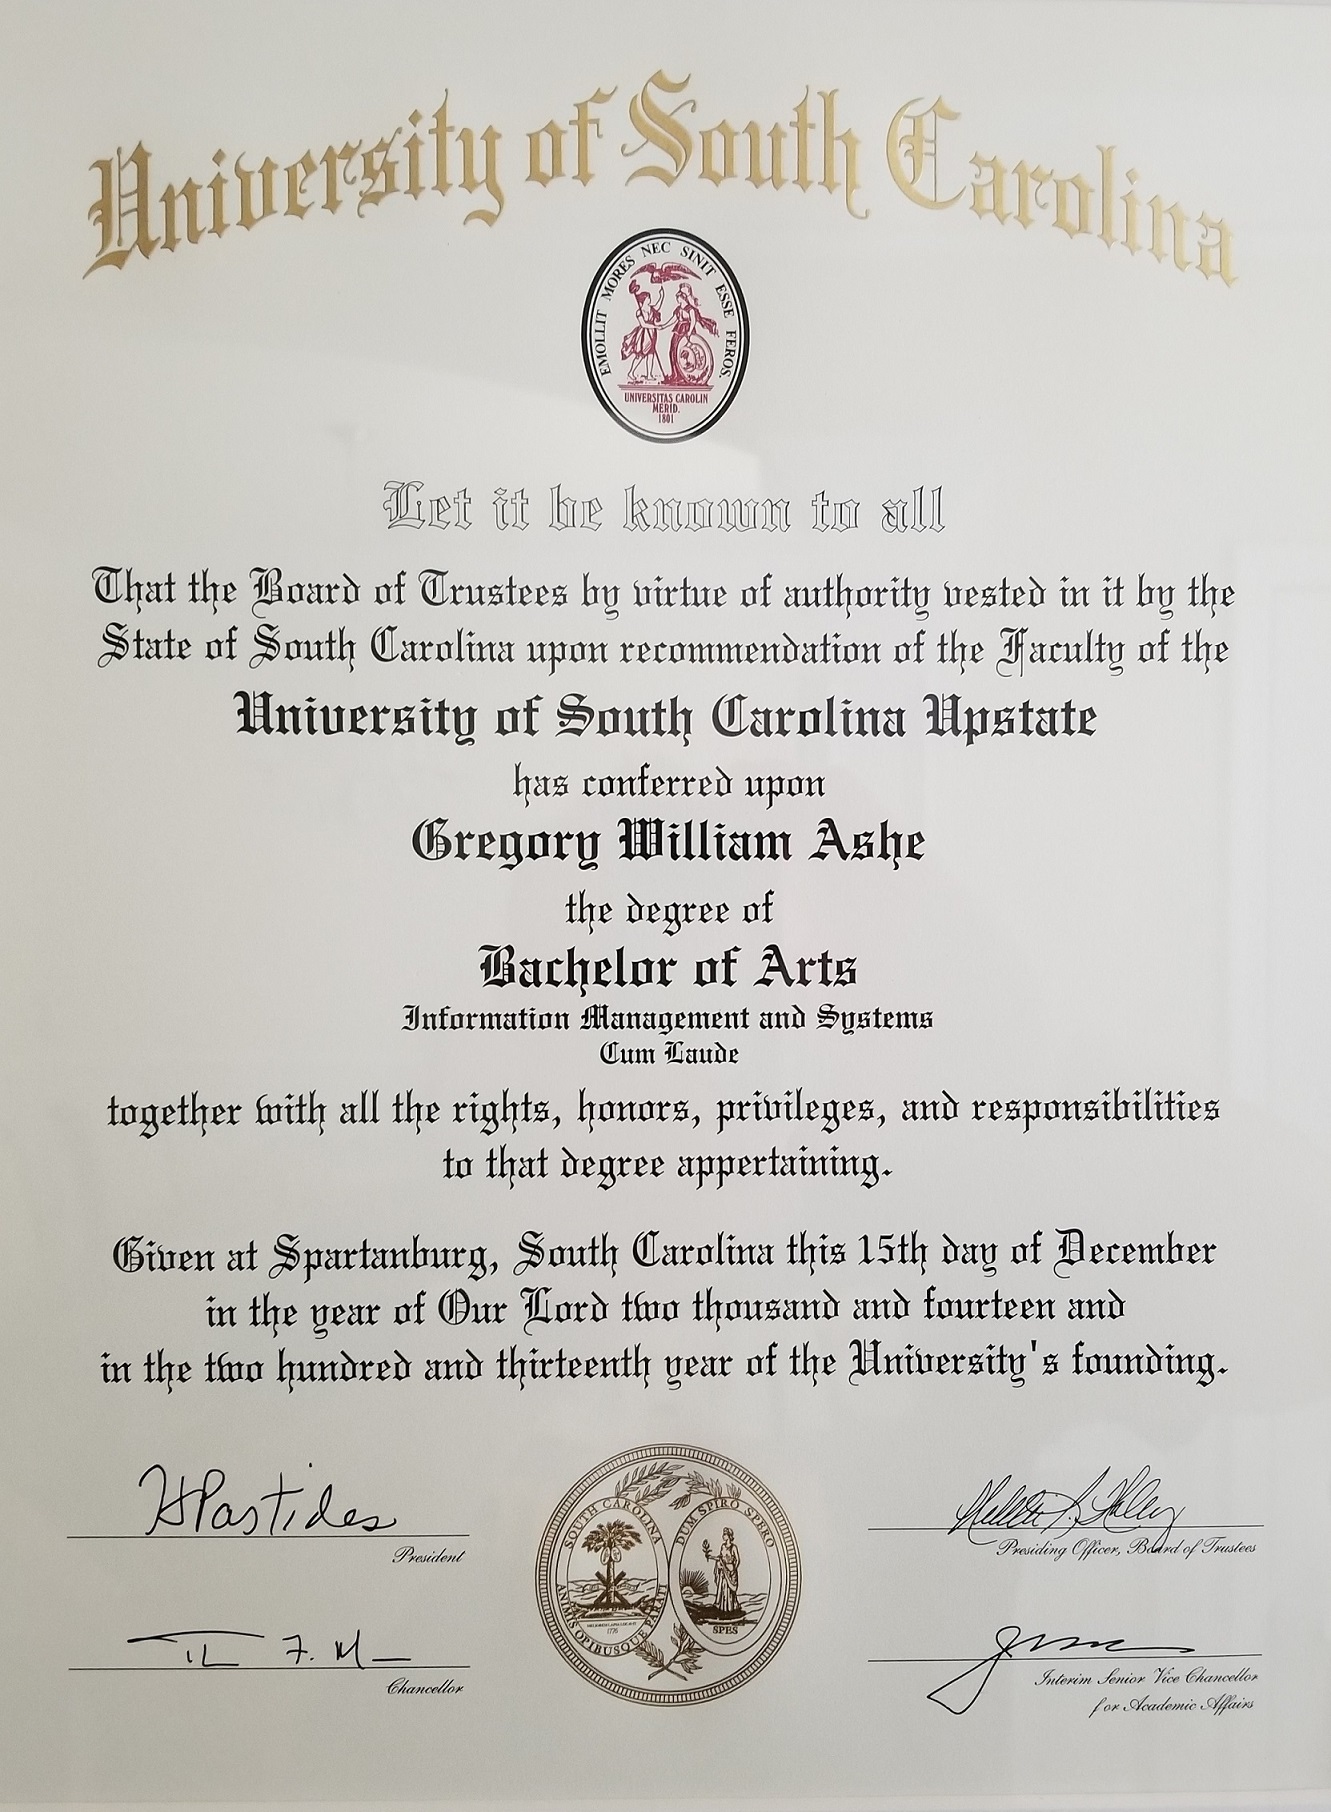 University of South Carolina
EMOLLIT MORES NEC SINIT ESSE FEROS.
UNIVERSITAS CAROLIN
MERID.
1801
Let it be known to all
That the Board of Trustees by virtue of authority vested in it by the
State of South Carolina upon recommendation of the Faculty of the
University of South Carolina Upstate
has conferred upon
Gregory William Ashe
the degree of
Bachelor of Arts
Information Management and Systems
Cum Laude
together with all the rights, honors, privileges, and responsibilities
to that degree appertaining.
Given at Spartanburg, South Carolina this 15th day of December
in the year of Our Lord two thousand and fourteen and
in the two hundred and thirteenth year of the University's founding.
HPastides
President
Presiding Officer, Board of Trustees
SOUTH CAROLINA
DUM SPIRO SPERO
ANIMIS OPIBUSQUE PARATI
1776
SPES
Chancellor
Interim Senior Vice Chancellor
for Academic Affairs